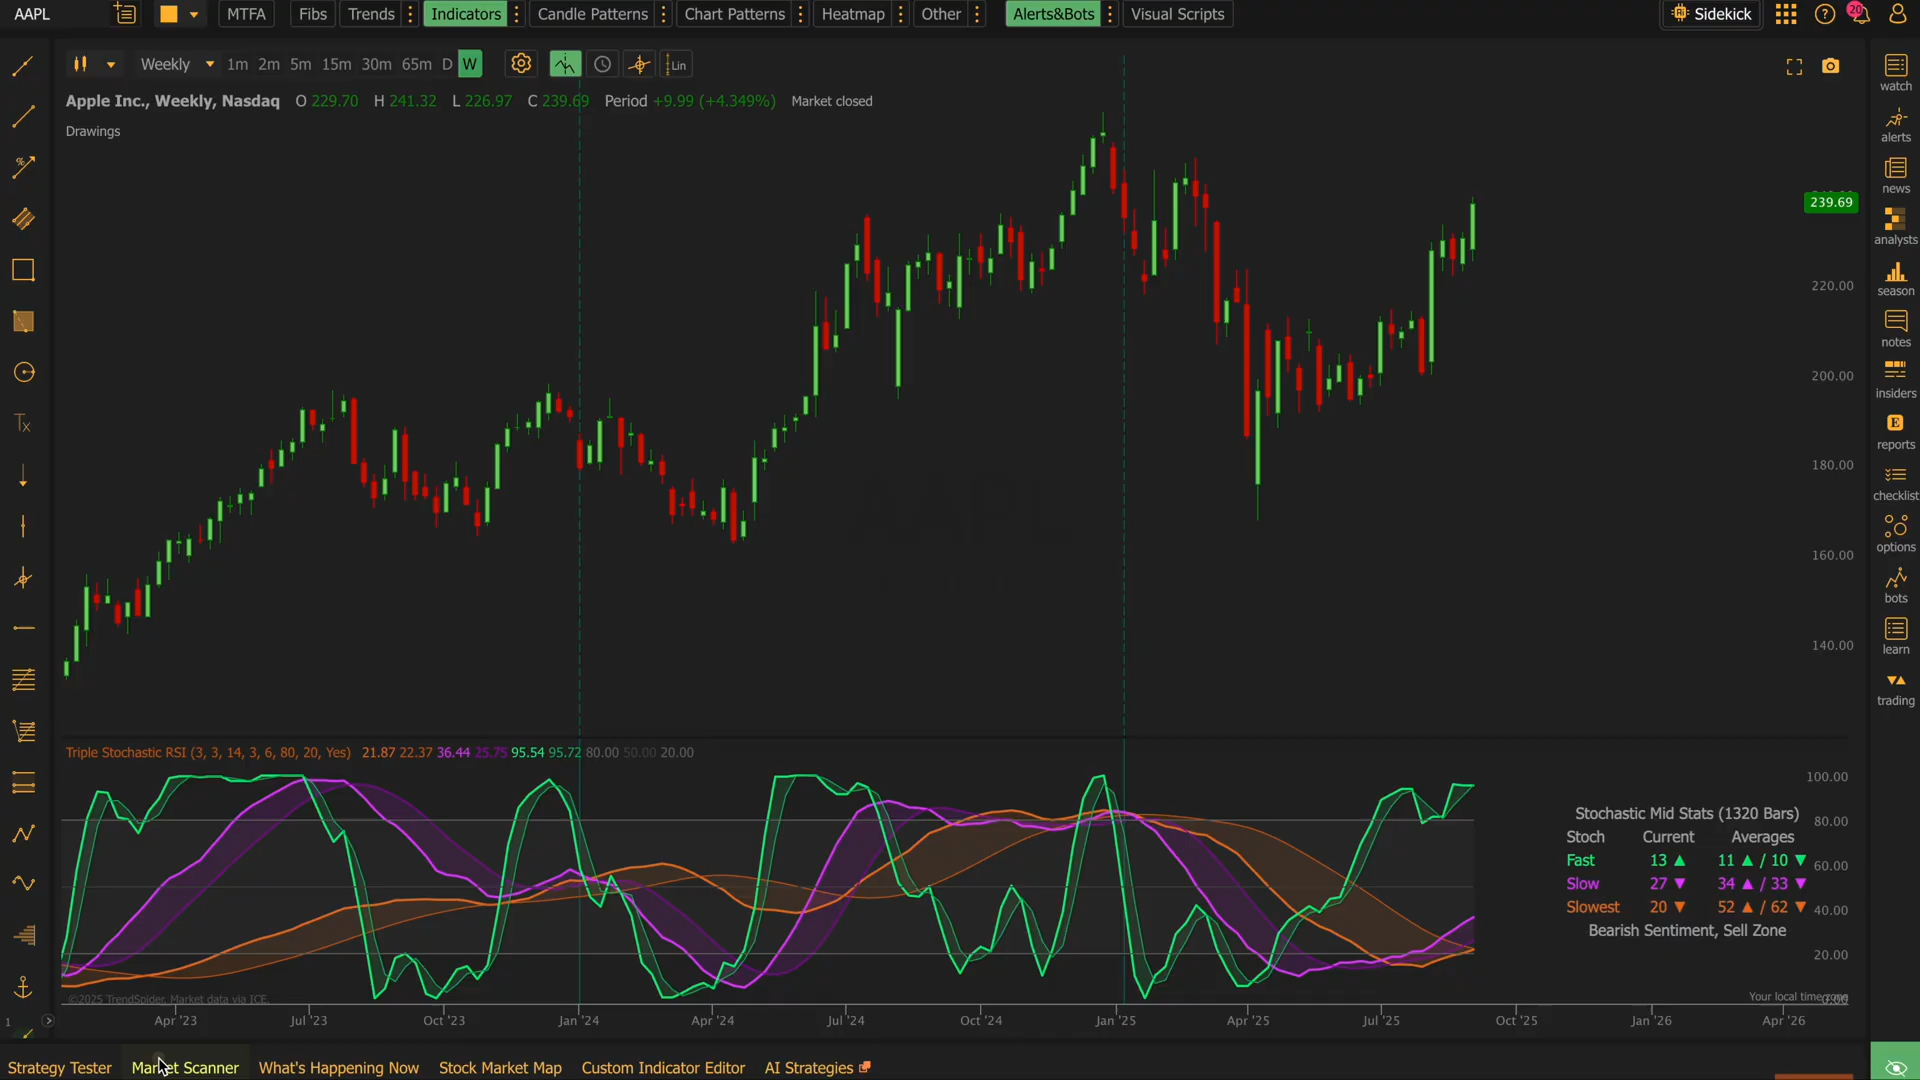 AAPL MTFA Fibs Trends Indicators Candle Patterns Chart Patterns Heatmap Other Alerts&Bots Visual Scripts Sidekick 20
Weekly 1m 2m 5m 15m 30m 65m D W Lin
Apple Inc., Weekly, Nasdaq O 229.70 H 241.32 L 226.97 C 239.69 Period +9.99 (+4.349%) Market closed
Drawings
239.69
220.00
200.00
180.00
160.00
140.00
watch
alerts
news
analysts
season
notes
insiders
reports
checklist
options
bots
learn
trading
Tx
Triple Stochastic RSI (3, 3, 14, 3, 6, 80, 20, Yes) 21.87 22.37 36.44 25.75 95.54 95.72 80.00 50.00 20.00
100.00
80.00
60.00
40.00
20.00
0.00
Stochastic Mid Stats (1320 Bars)
Stoch Current Averages
Fast 13 ▲ 11 ▲ / 10 ▼
Slow 27 ▼ 34 ▲ / 33 ▼
Slowest 20 ▼ 52 ▲ / 62 ▼
Bearish Sentiment, Sell Zone
©2025 TrendSpider, Market data via ICE.
Your local time zone
1 Apr '23 Jul '23 Oct '23 Jan '24 Apr '24 Jul '24 Oct '24 Jan '25 Apr '25 Jul '25 Oct '25 Jan '26 Apr '26
Strategy Tester Market Scanner What's Happening Now Stock Market Map Custom Indicator Editor AI Strategies